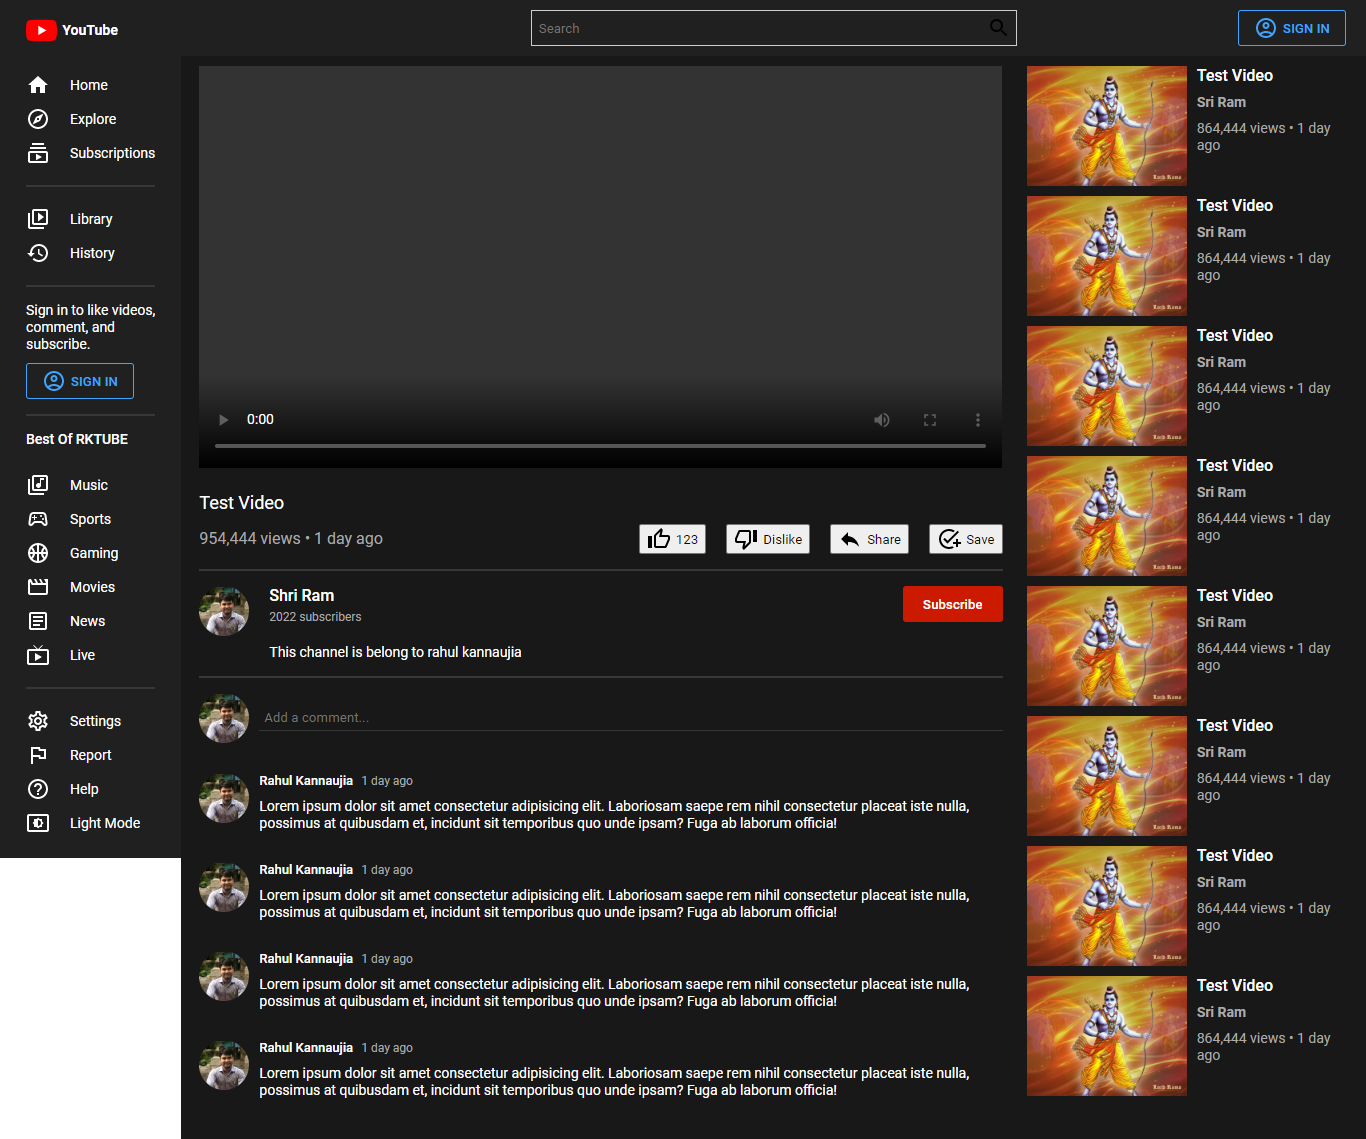 YouTube
Search
SIGN IN
Home
Explore
Subscriptions
Library
History
Sign in to like videos,
comment, and
subscribe.
SIGN IN
Best Of RKTUBE
Music
Sports
Gaming
Movies
News
Live
Settings
Report
Help
Light Mode
0:00
Test Video
954,444 views • 1 day ago
123
Dislike
Share
Save
Shri Ram
2022 subscribers
Subscribe
This channel is belong to rahul kannaujia
Add a comment...
Rahul Kannaujia 1 day ago
Lorem ipsum dolor sit amet consectetur adipisicing elit. Laboriosam saepe rem nihil consectetur placeat iste nulla,
possimus at quibusdam et, incidunt sit temporibus quo unde ipsam? Fuga ab laborum officia!
Rahul Kannaujia 1 day ago
Lorem ipsum dolor sit amet consectetur adipisicing elit. Laboriosam saepe rem nihil consectetur placeat iste nulla,
possimus at quibusdam et, incidunt sit temporibus quo unde ipsam? Fuga ab laborum officia!
Rahul Kannaujia 1 day ago
Lorem ipsum dolor sit amet consectetur adipisicing elit. Laboriosam saepe rem nihil consectetur placeat iste nulla,
possimus at quibusdam et, incidunt sit temporibus quo unde ipsam? Fuga ab laborum officia!
Rahul Kannaujia 1 day ago
Lorem ipsum dolor sit amet consectetur adipisicing elit. Laboriosam saepe rem nihil consectetur placeat iste nulla,
possimus at quibusdam et, incidunt sit temporibus quo unde ipsam? Fuga ab laborum officia!
Test Video
Sri Ram
864,444 views • 1 day
ago
Test Video
Sri Ram
864,444 views • 1 day
ago
Test Video
Sri Ram
864,444 views • 1 day
ago
Test Video
Sri Ram
864,444 views • 1 day
ago
Test Video
Sri Ram
864,444 views • 1 day
ago
Test Video
Sri Ram
864,444 views • 1 day
ago
Test Video
Sri Ram
864,444 views • 1 day
ago
Test Video
Sri Ram
864,444 views • 1 day
ago